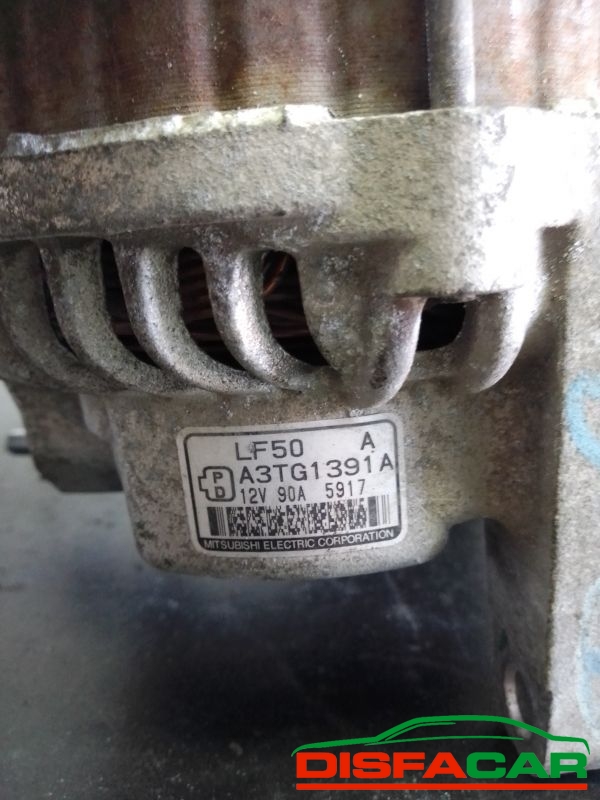 LF50 A
P D A3TG1391A
12V 90A 5917
MITSUBISHI ELECTRIC CORPORATION
DISFACAR